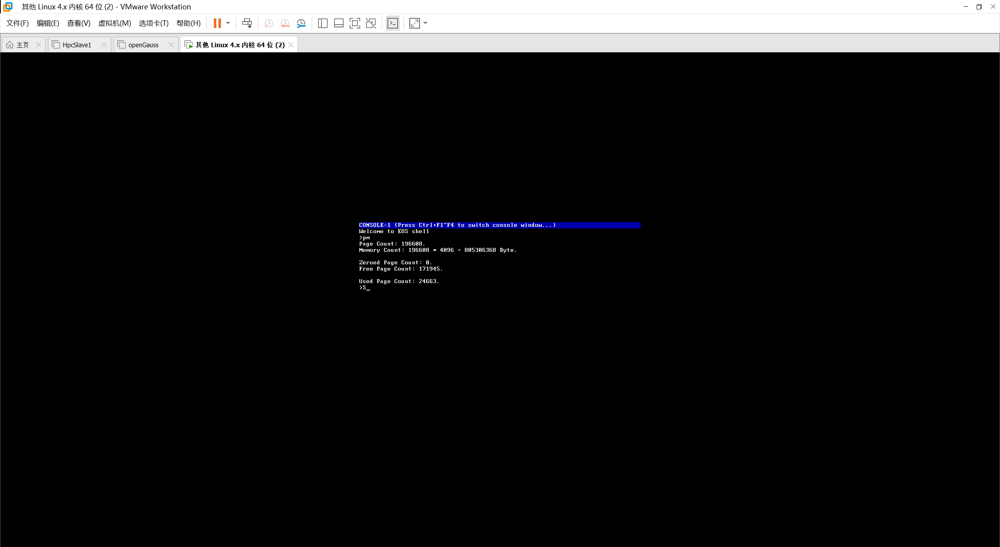 其他 Linux 4.x 内核 64 位 (2) - VMware Workstation
文件(F) 编辑(E) 查看(V) 虚拟机(M) 选项卡(T) 帮助(H)
主页 HpcSlave1 openGauss 其他 Linux 4.x 内核 64 位 (2)
CONSOLE-1 (Press Ctrl+F1~F4 to switch console window...)
Welcome to EOS shell
>pm
Page Count: 196608.
Memory Count: 196608 * 4096 = 805306368 Byte.
Zeroed Page Count: 0.
Free Page Count: 171945.
Used Page Count: 24663.
>S_